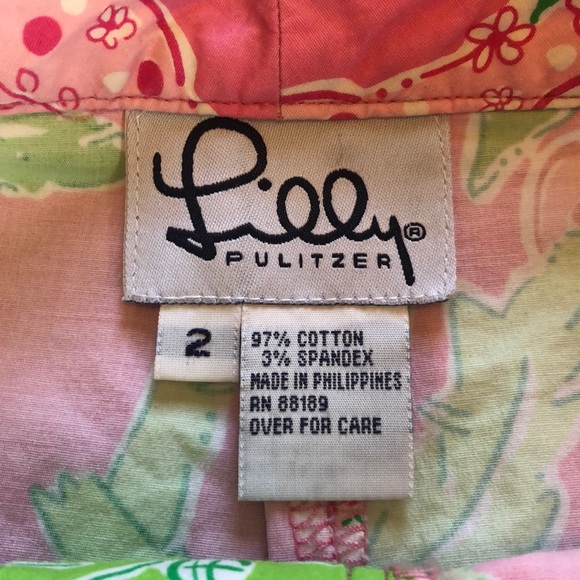 Lilly®
PULITZER
2
97% COTTON
3% SPANDEX
MADE IN PHILIPPINES
RN 88189
OVER FOR CARE